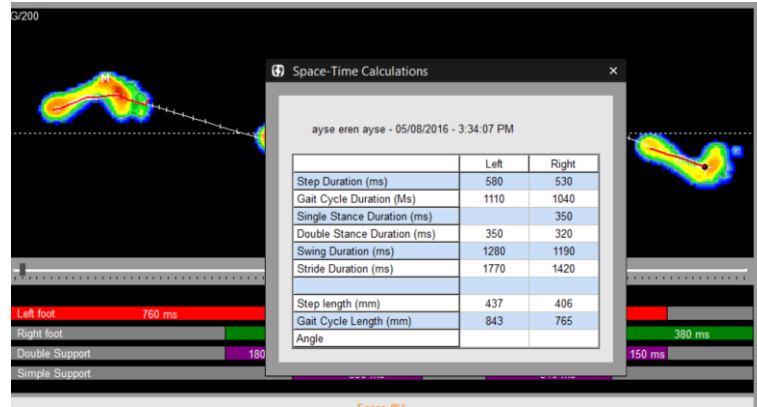 G/200
M
Space-Time Calculations
ayse eren ayse - 05/08/2016 - 3:34:07 PM
Left Right
Step Duration (ms) 580 530
Gait Cycle Duration (Ms) 1110 1040
Single Stance Duration (ms) 350
Double Stance Duration (ms) 350 320
Swing Duration (ms) 1280 1190
Stride Duration (ms) 1770 1420
Step length (mm) 437 406
Gait Cycle Length (mm) 843 765
Angle
Left foot 760 ms
Right foot 380 ms
Double Support 180 150 ms
Simple Support